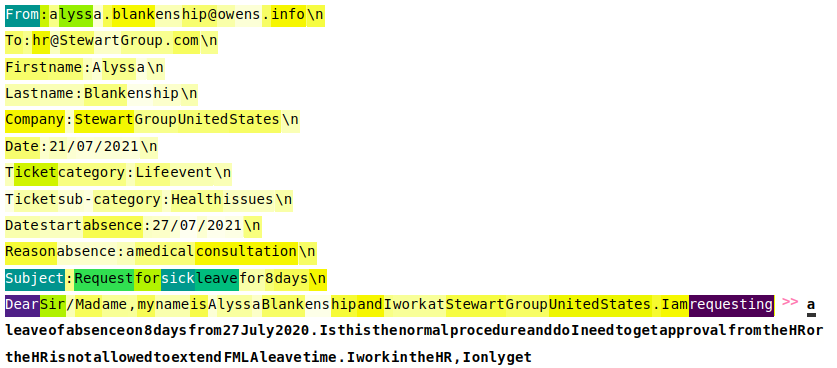 From:alyssa.blankenship@owens.info\n
To:hr@StewartGroup.com\n
Firstname:Alyssa\n
Lastname:Blankenship\n
Company:StewartGroupUnitedStates\n
Date:21/07/2021\n
Ticketcategory:Lifeevent\n
Ticketsub-category:Healthissues\n
Datestartabsence:27/07/2021\n
Reasonabsence:amedicalconsultation\n
Subject:Requestforsickleavefor8days\n
DearSir/Madame,mynameisAlyssaBlankenshipandIworkatStewartGroupUnitedStates.Iamrequesting >> a
leaveofabsenceon8daysfrom27July2020.IsthisthenormalprocedureanddoIneedtogetapprovalfromtheHRor
theHRisnotallowedtoextendFMLAleavetime.IworkintheHR,Ionlyget